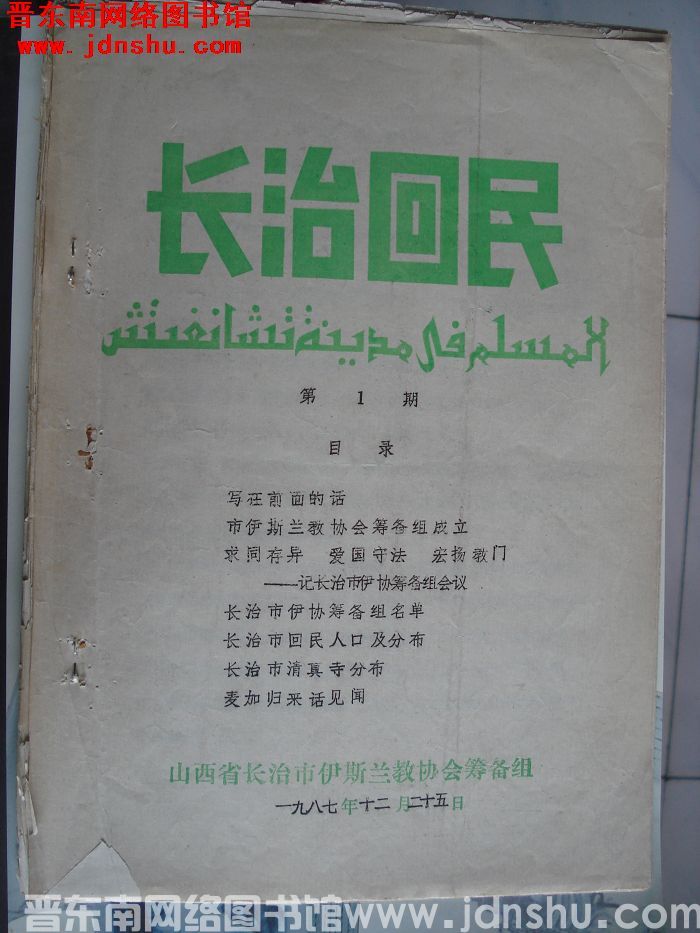 晋东南网络图书馆
www.jdnshu.com
长治回民
المسلم في مدينة تشانغيتش
第 1 期
目 录
写在前面的话
市伊斯兰教协会筹备组成立
求同存异 爱国守法 宏扬教门
——记长治市伊协筹备组会议
长治市伊协筹备组名单
长治市回民人口及分布
长治市清真寺分布
麦加归来话见闻
山西省长治市伊斯兰教协会筹备组
一九八七年十二月二十五日
晋东南网络图书馆 www.jdnshu.com